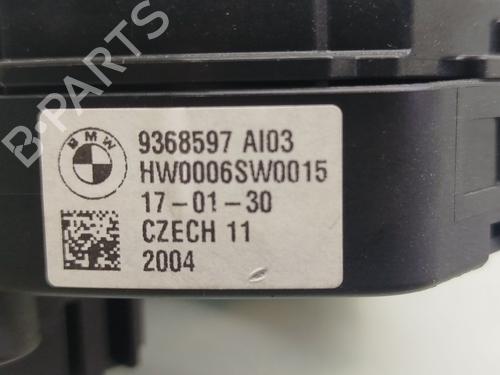 B-PARTS
BMW
9368597 AI03
HW0006SW0015
17-01-30
CZECH 11
2004